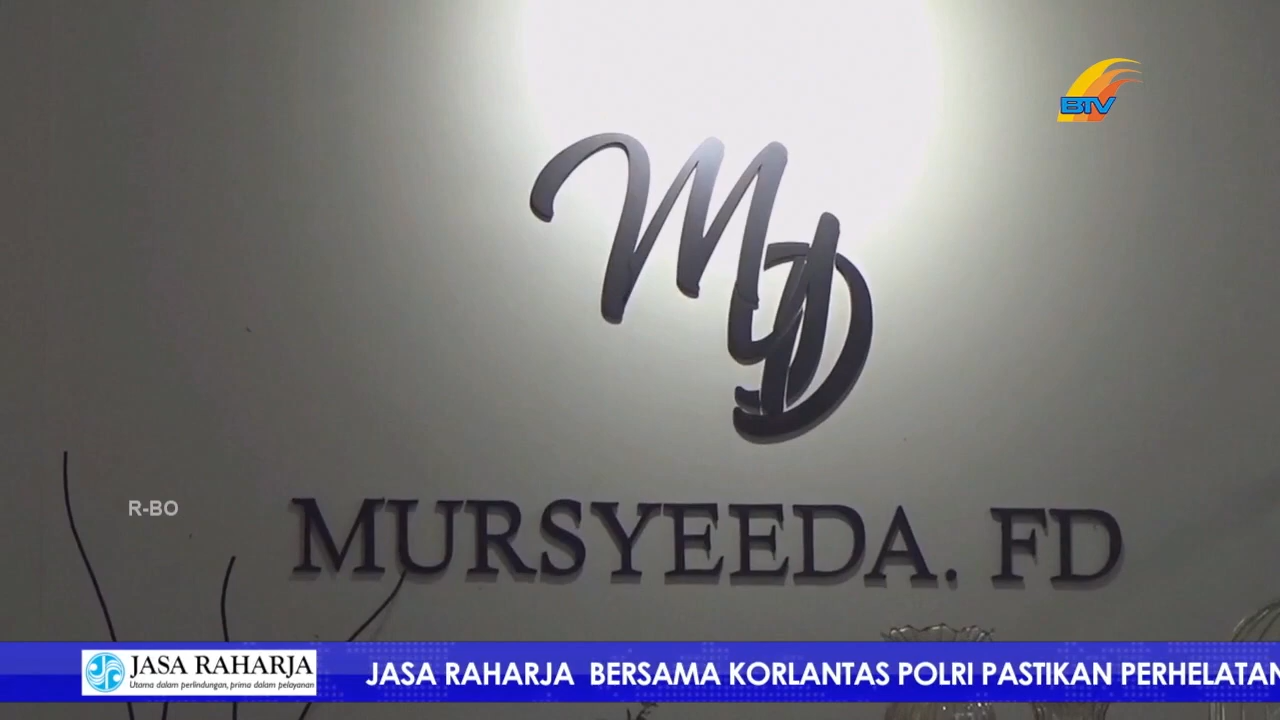 BTV
MD
MURSYEEDA. FD
R-BO
JASA RAHARJA
Utama dalam perlindungan, prima dalam pelayanan
JASA RAHARJA BERSAMA KORLANTAS POLRI PASTIKAN PERHELATAN